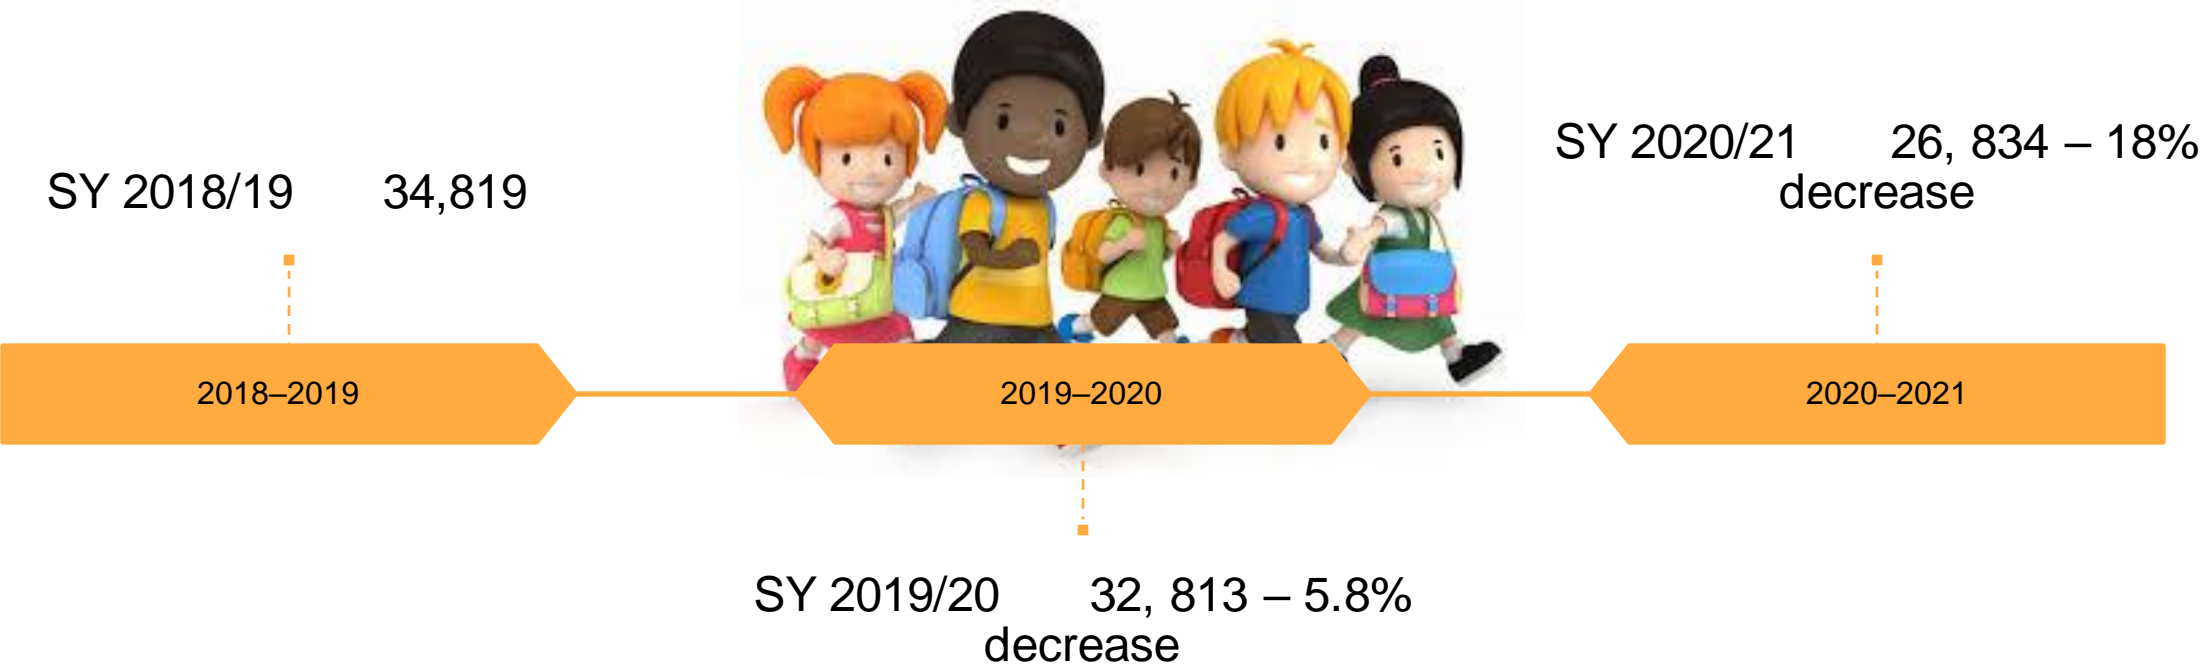 SY 2018/19 34,819
SY 2020/21 26, 834 – 18%
decrease
2018–2019
2019–2020
2020–2021
SY 2019/20 32, 813 – 5.8%
decrease